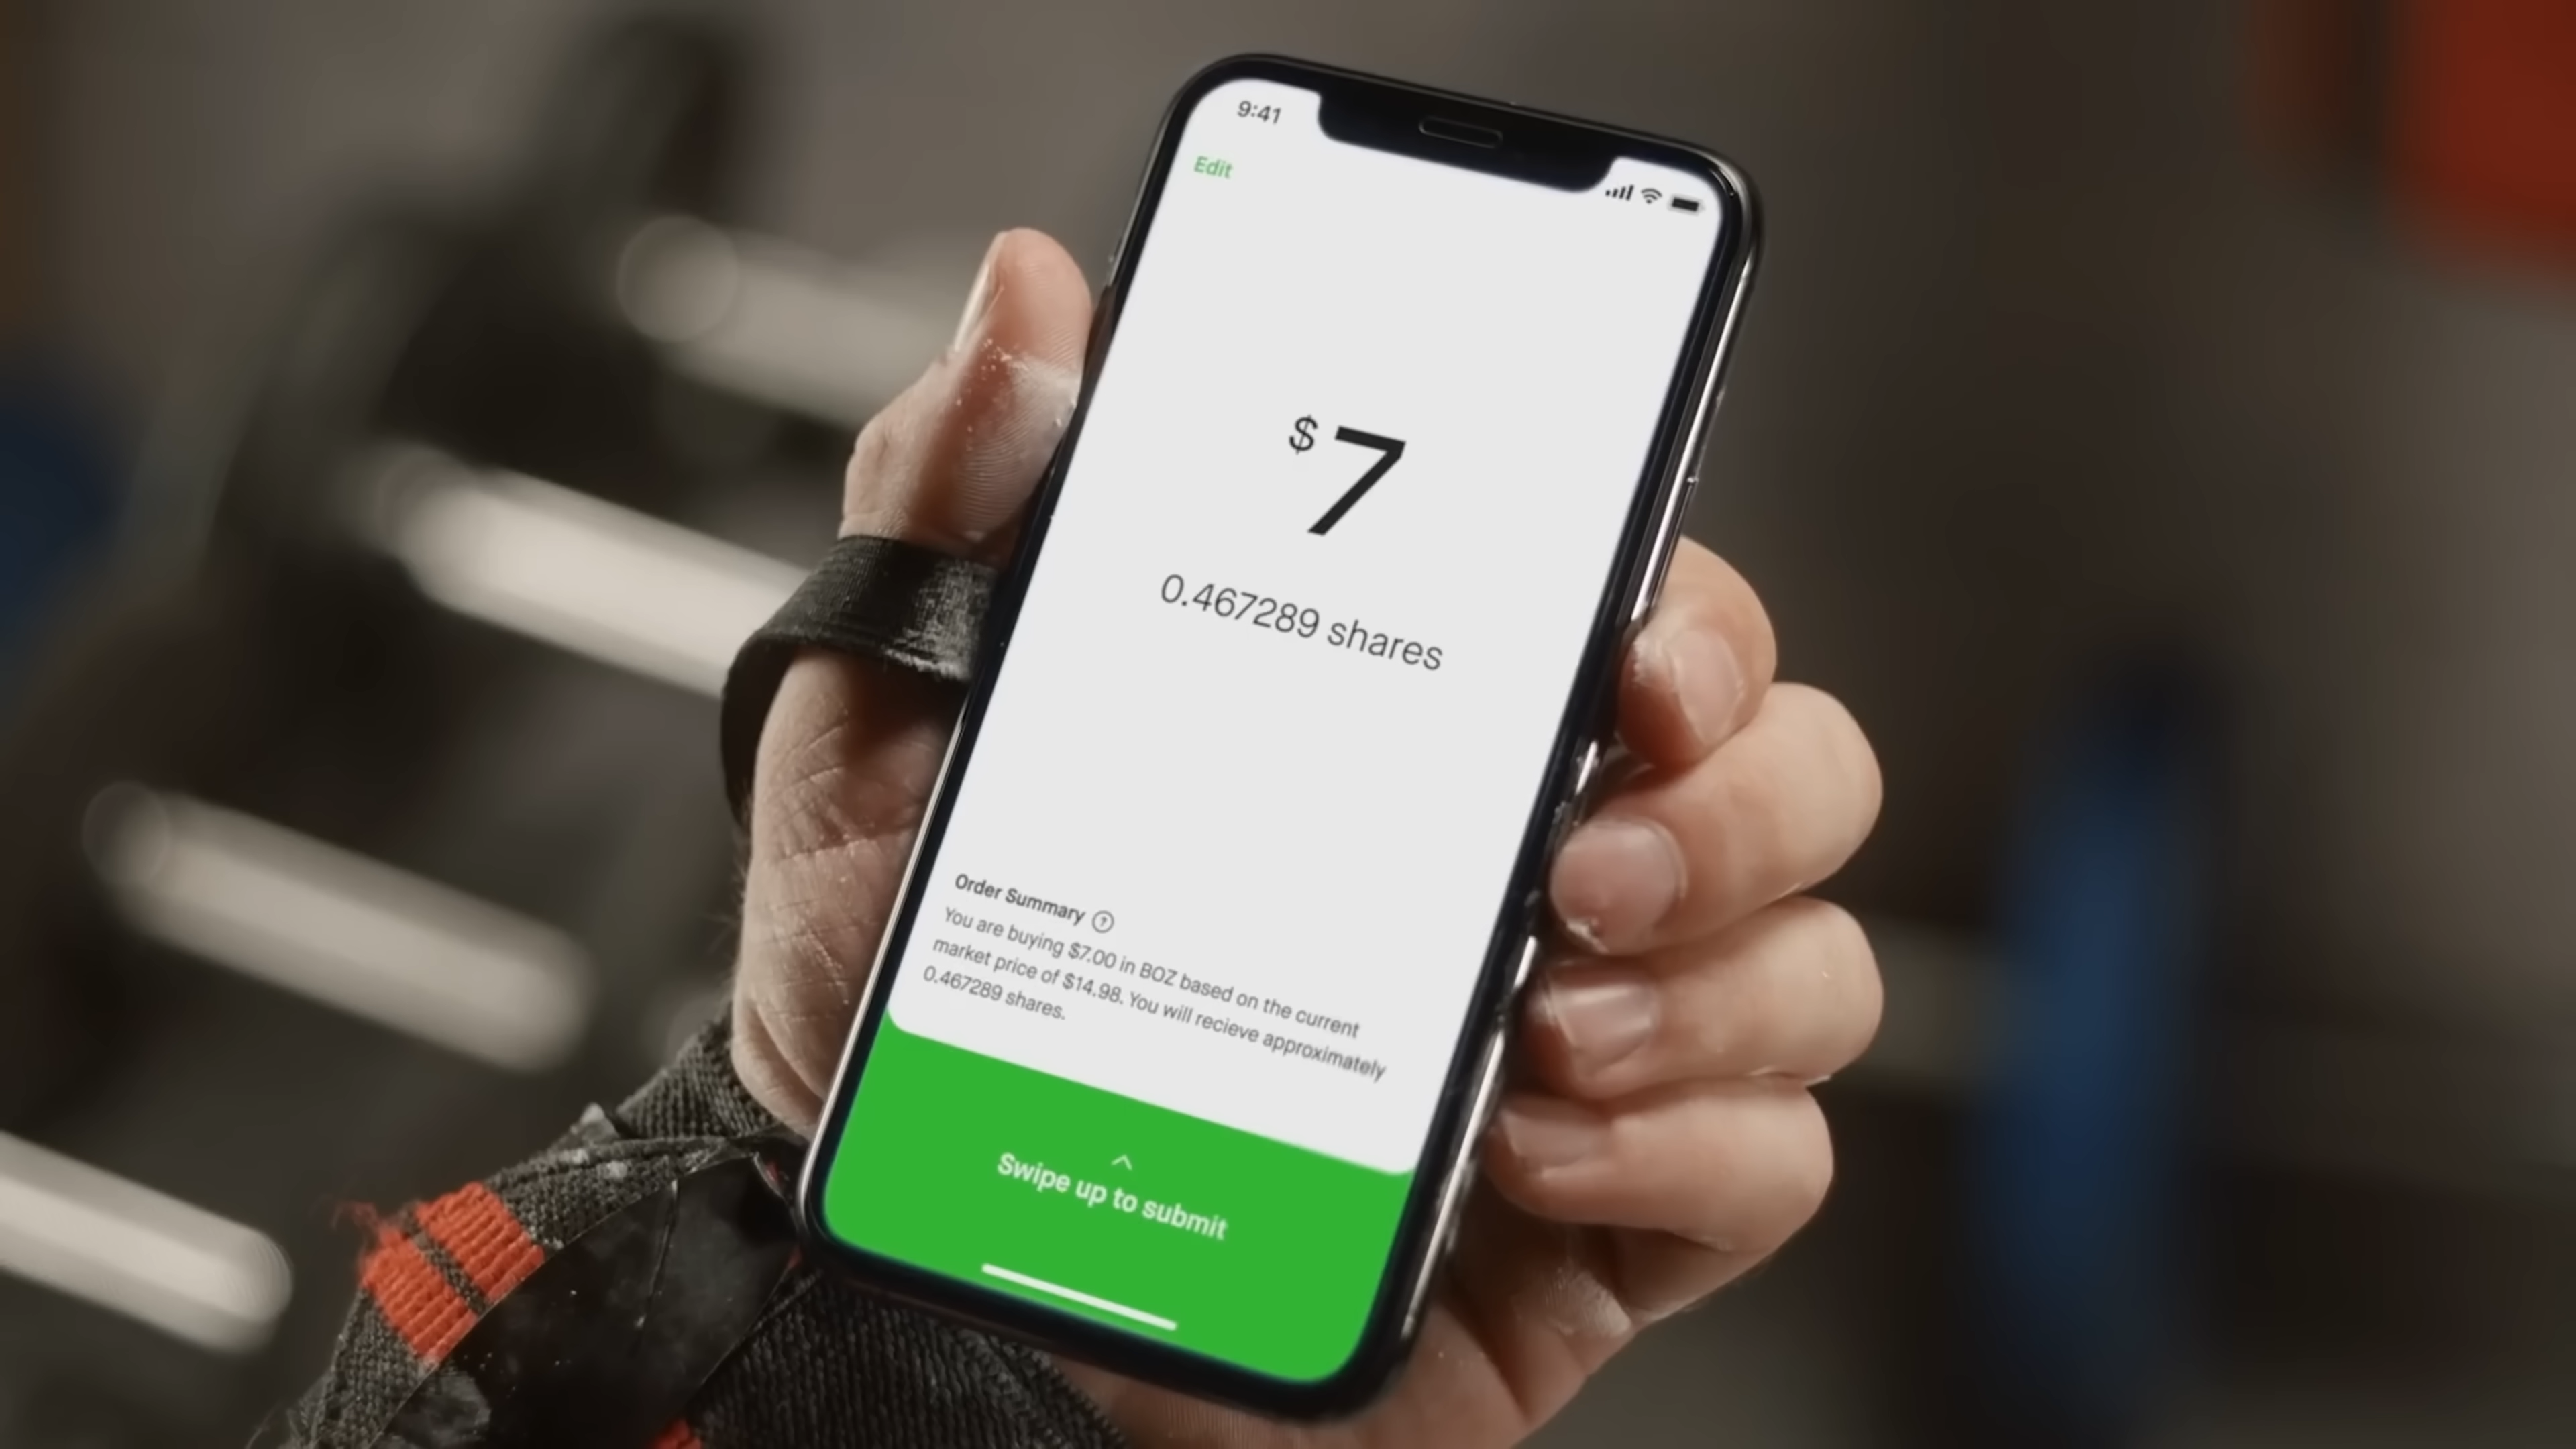 9:41
Edit
$7
0.467289 shares
Order Summary ?
You are buying $7.00 in BOZ based on the current
market price of $14.98. You will recieve approximately
0.467289 shares.
Swipe up to submit